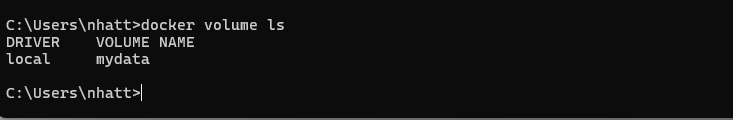 C:\Users\nhatt>docker volume ls
DRIVER    VOLUME NAME
local     mydata
C:\Users\nhatt>